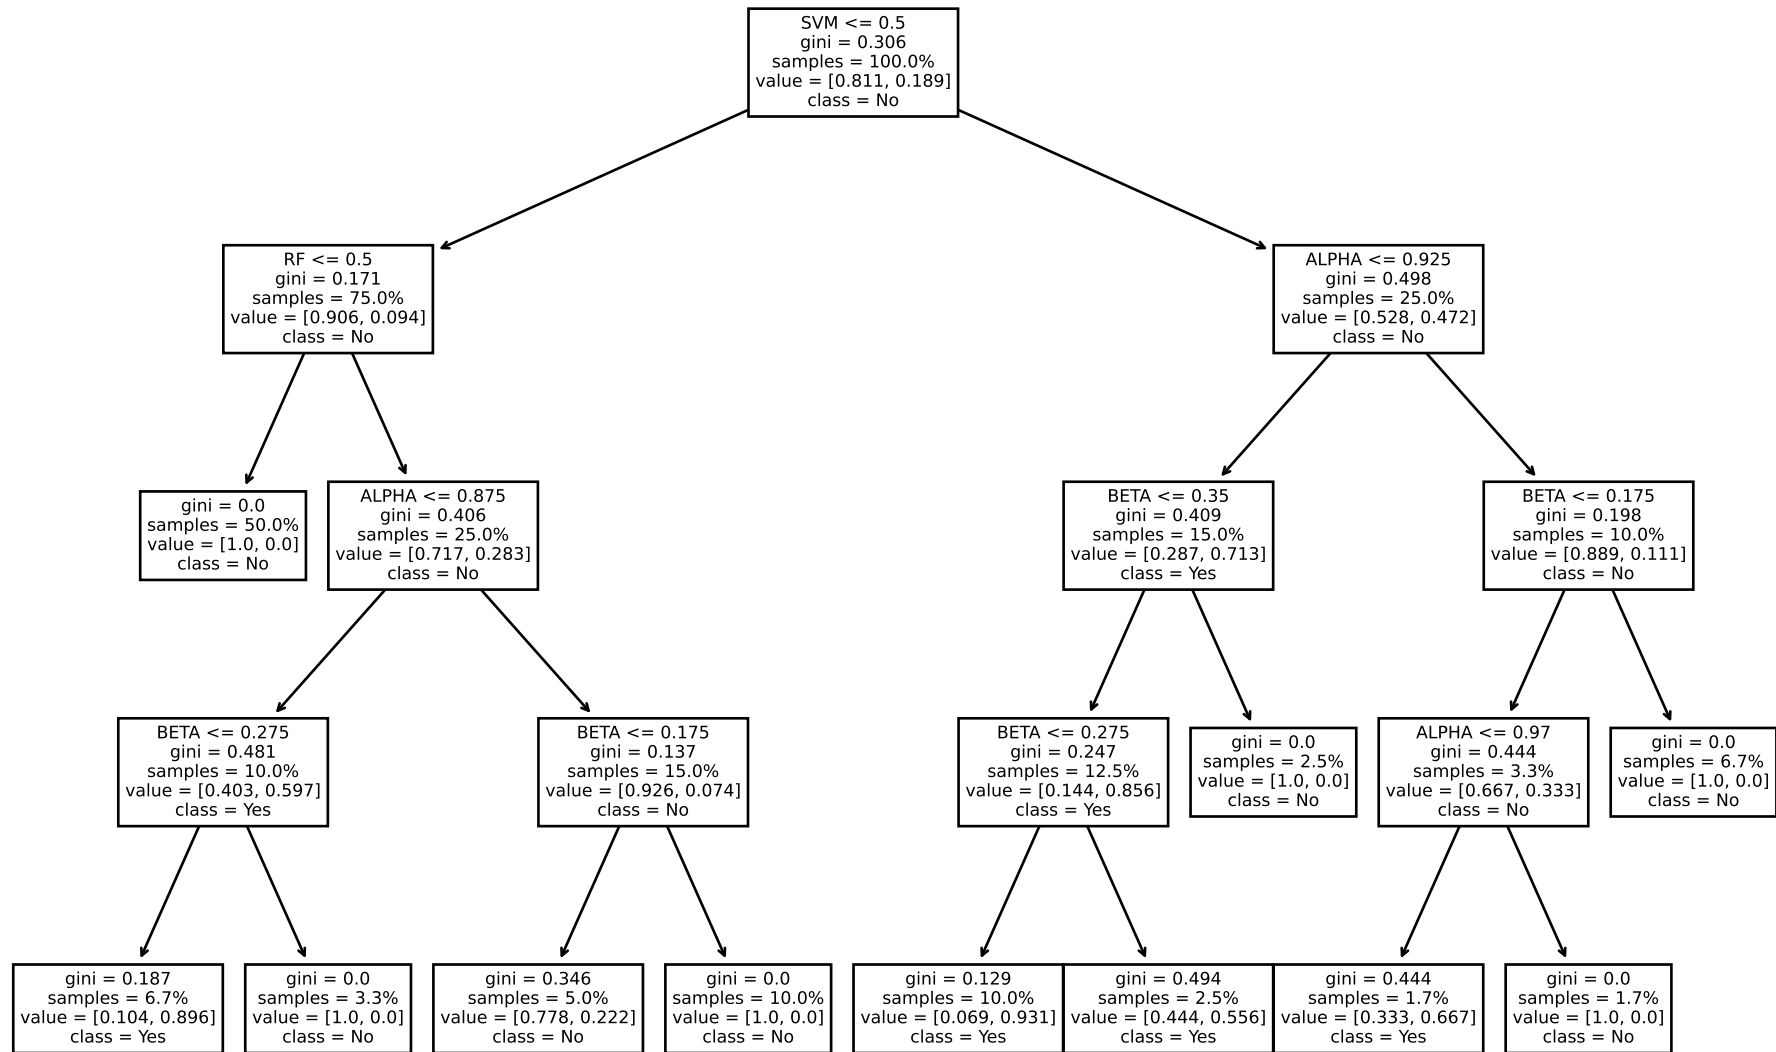 SVM <= 0.5
gini = 0.306
samples = 100.0%
value = [0.811, 0.189]
class = No
RF <= 0.5
gini = 0.171
samples = 75.0%
value = [0.906, 0.094]
class = No
ALPHA <= 0.925
gini = 0.498
samples = 25.0%
value = [0.528, 0.472]
class = No
gini = 0.0
samples = 50.0%
value = [1.0, 0.0]
class = No
ALPHA <= 0.875
gini = 0.406
samples = 25.0%
value = [0.717, 0.283]
class = No
BETA <= 0.35
gini = 0.409
samples = 15.0%
value = [0.287, 0.713]
class = Yes
BETA <= 0.175
gini = 0.198
samples = 10.0%
value = [0.889, 0.111]
class = No
BETA <= 0.275
gini = 0.481
samples = 10.0%
value = [0.403, 0.597]
class = Yes
BETA <= 0.175
gini = 0.137
samples = 15.0%
value = [0.926, 0.074]
class = No
BETA <= 0.275
gini = 0.247
samples = 12.5%
value = [0.144, 0.856]
class = Yes
gini = 0.0
samples = 2.5%
value = [1.0, 0.0]
class = No
ALPHA <= 0.97
gini = 0.444
samples = 3.3%
value = [0.667, 0.333]
class = No
gini = 0.0
samples = 6.7%
value = [1.0, 0.0]
class = No
gini = 0.187
samples = 6.7%
value = [0.104, 0.896]
class = Yes
gini = 0.0
samples = 3.3%
value = [1.0, 0.0]
class = No
gini = 0.346
samples = 5.0%
value = [0.778, 0.222]
class = No
gini = 0.0
samples = 10.0%
value = [1.0, 0.0]
class = No
gini = 0.129
samples = 10.0%
value = [0.069, 0.931]
class = Yes
gini = 0.494
samples = 2.5%
value = [0.444, 0.556]
class = Yes
gini = 0.444
samples = 1.7%
value = [0.333, 0.667]
class = Yes
gini = 0.0
samples = 1.7%
value = [1.0, 0.0]
class = No